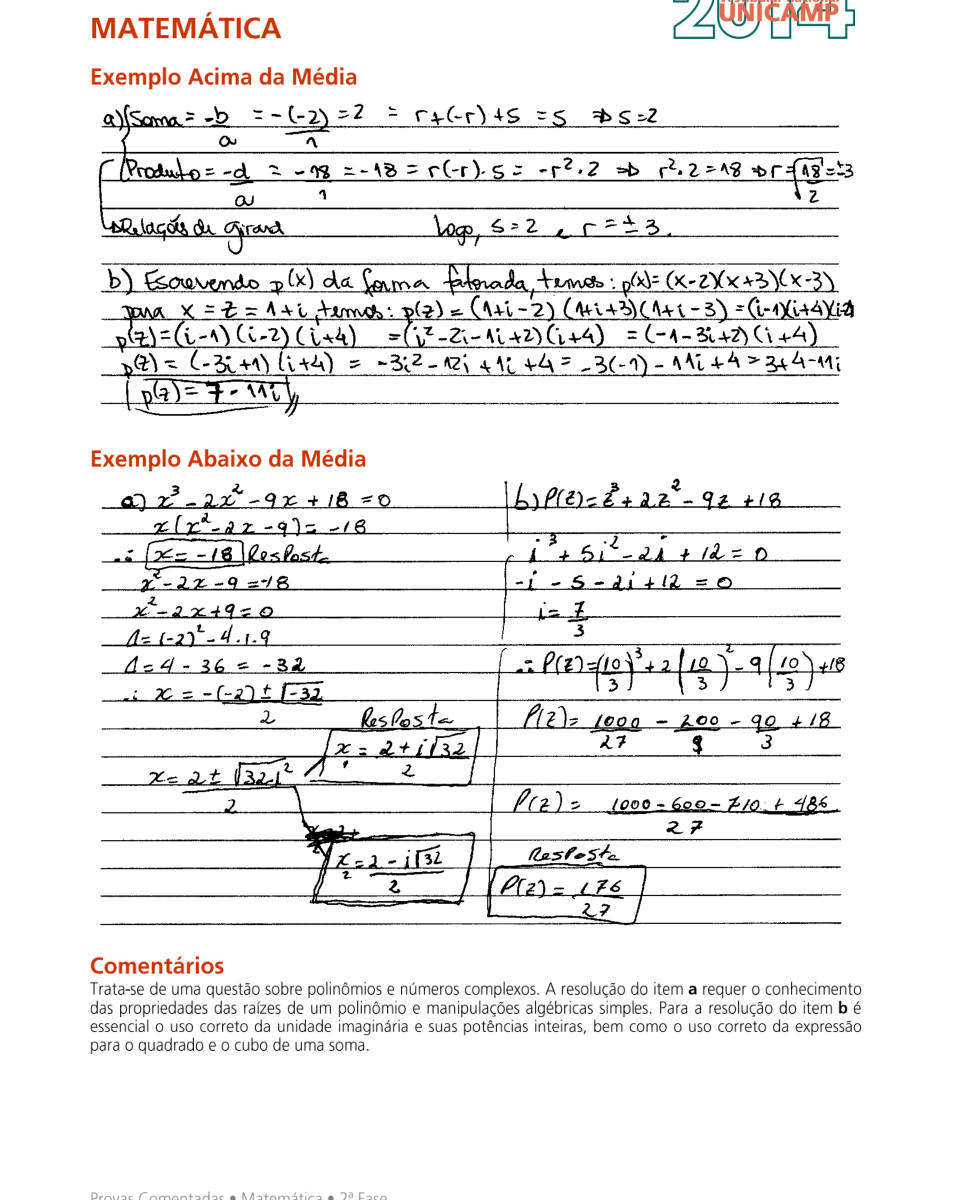 MATEMÁTICA
2014
UNICAMP
Exemplo Acima da Média
a) Soma = -b/a = -(-2)/1 = 2 = r+(-r)+s = s ⇒ s=2
Produto = -d/a = -18/1 = -18 = r(-r).s = -r².2 ⇒ r².2=18 ⇒ r=√18/2=±3
↳Relações de girard logo, s=2 e r=±3.
b) Escrevendo p(x) da forma fatorada, temos: p(x)=(x-2)(x+3)(x-3)
para x=z=1+i, temos: p(z)=(1+i-2)(1+i+3)(1+i-3)=(i-1)(i+4)(i-2)
p(z)=(i-1)(i-2)(i+4) =(i²-2i-1i+2)(i+4) =(-1-3i+2)(i+4)
p(z)=(-3i+1)(i+4) = -3i²-12i+1i+4 = -3(-1)-11i+4 = 3+4-11i
p(z)=7-11i
Exemplo Abaixo da Média
a) x³-2x²-9x+18=0
x(x²-2x-9)=-18
∴ x=-18 Resposta
x²-2x-9=-18
x²-2x+9=0
Δ=(-2)²-4.1.9
Δ=4-36=-32
∴ x=-(-2)±√-32/2
Resposta
x₁=2+i√32/2
x=2±√32i²/2
x₂=2-i√32/2
b) P(z)=z³+2z²-9z+18
i³+5i²-2i+12=0
-i-5-2i+12=0
i=7/3
∴ P(z)=(10/3)³+2(10/3)²-9(10/3)+18
P(z)=1000/27-200/9-90/3+18
P(z)=1000-600-710+486/27
Resposta
P(z)=176/27
Comentários
Trata-se de uma questão sobre polinômios e números complexos. A resolução do item a requer o conhecimento
das propriedades das raízes de um polinômio e manipulações algébricas simples. Para a resolução do item b é
essencial o uso correto da unidade imaginária e suas potências inteiras, bem como o uso correto da expressão
para o quadrado e o cubo de uma soma.
Provas Comentadas • Matemática • 2ª Fase